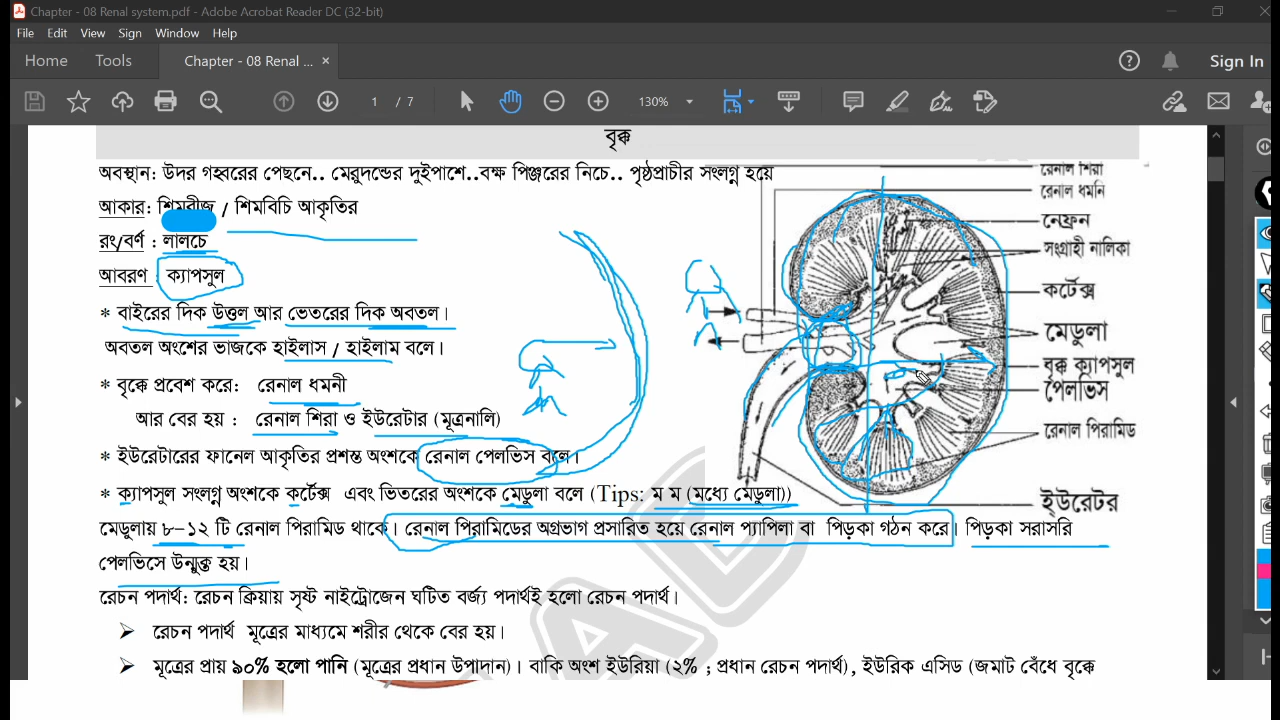 Chapter - 08 Renal system.pdf - Adobe Acrobat Reader DC (32-bit)
File Edit View Sign Window Help
Home Tools Chapter - 08 Renal ... × Sign In
1 / 7 130%
বৃক্ক
অবস্থান: উদর গহ্বরের পেছনে.. মেরুদন্ডের দুইপাশে..বক্ষ পিঞ্জরের নিচে.. পৃষ্ঠপ্রাচীর সংলগ্ন হয়ে
আকার: শিমবীজ / শিমবিচি আকৃতির
রং/বর্ণ : লালচে
আবরণ : ক্যাপসুল
* বাইরের দিক উত্তল আর ভেতরের দিক অবতল।
অবতল অংশের ভাজকে হাইলাস / হাইলাম বলে।
* বৃক্কে প্রবেশ করে: রেনাল ধমনী
আর বের হয় : রেনাল শিরা ও ইউরেটার (মূত্রনালি)
* ইউরেটারের ফানেল আকৃতির প্রশস্ত অংশকে রেনাল পেলভিস বলে।
* ক্যাপসুল সংলগ্ন অংশকে কর্টেক্স এবং ভিতরের অংশকে মেডুলা বলে (Tips: ম ম (মধ্যে মেডুলা))
মেডুলায় ৮–১২ টি রেনাল পিরামিড থাকে। রেনাল পিরামিডের অগ্রভাগ প্রসারিত হয়ে রেনাল প্যাপিলা বা পিড়কা গঠন করে। পিড়কা সরাসরি
পেলভিসে উন্মুক্ত হয়।
রেচন পদার্থ: রেচন ক্রিয়ায় সৃষ্ট নাইট্রোজেন ঘটিত বর্জ্য পদার্থই হলো রেচন পদার্থ।
➢ রেচন পদার্থ মূত্রের মাধ্যমে শরীর থেকে বের হয়।
➢ মূত্রের প্রায় ৯০% হলো পানি (মূত্রের প্রধান উপাদান)। বাকি অংশ ইউরিয়া (২% ; প্রধান রেচন পদার্থ), ইউরিক এসিড (জমাট বেঁধে বৃক্কে
রেনাল শিরা
রেনাল ধমনি
নেফ্রন
সংগ্রাহী নালিকা
কর্টেক্স
মেডুলা
বৃক্ক ক্যাপসুল
পেলভিস
রেনাল পিরামিড
ইউরেটর